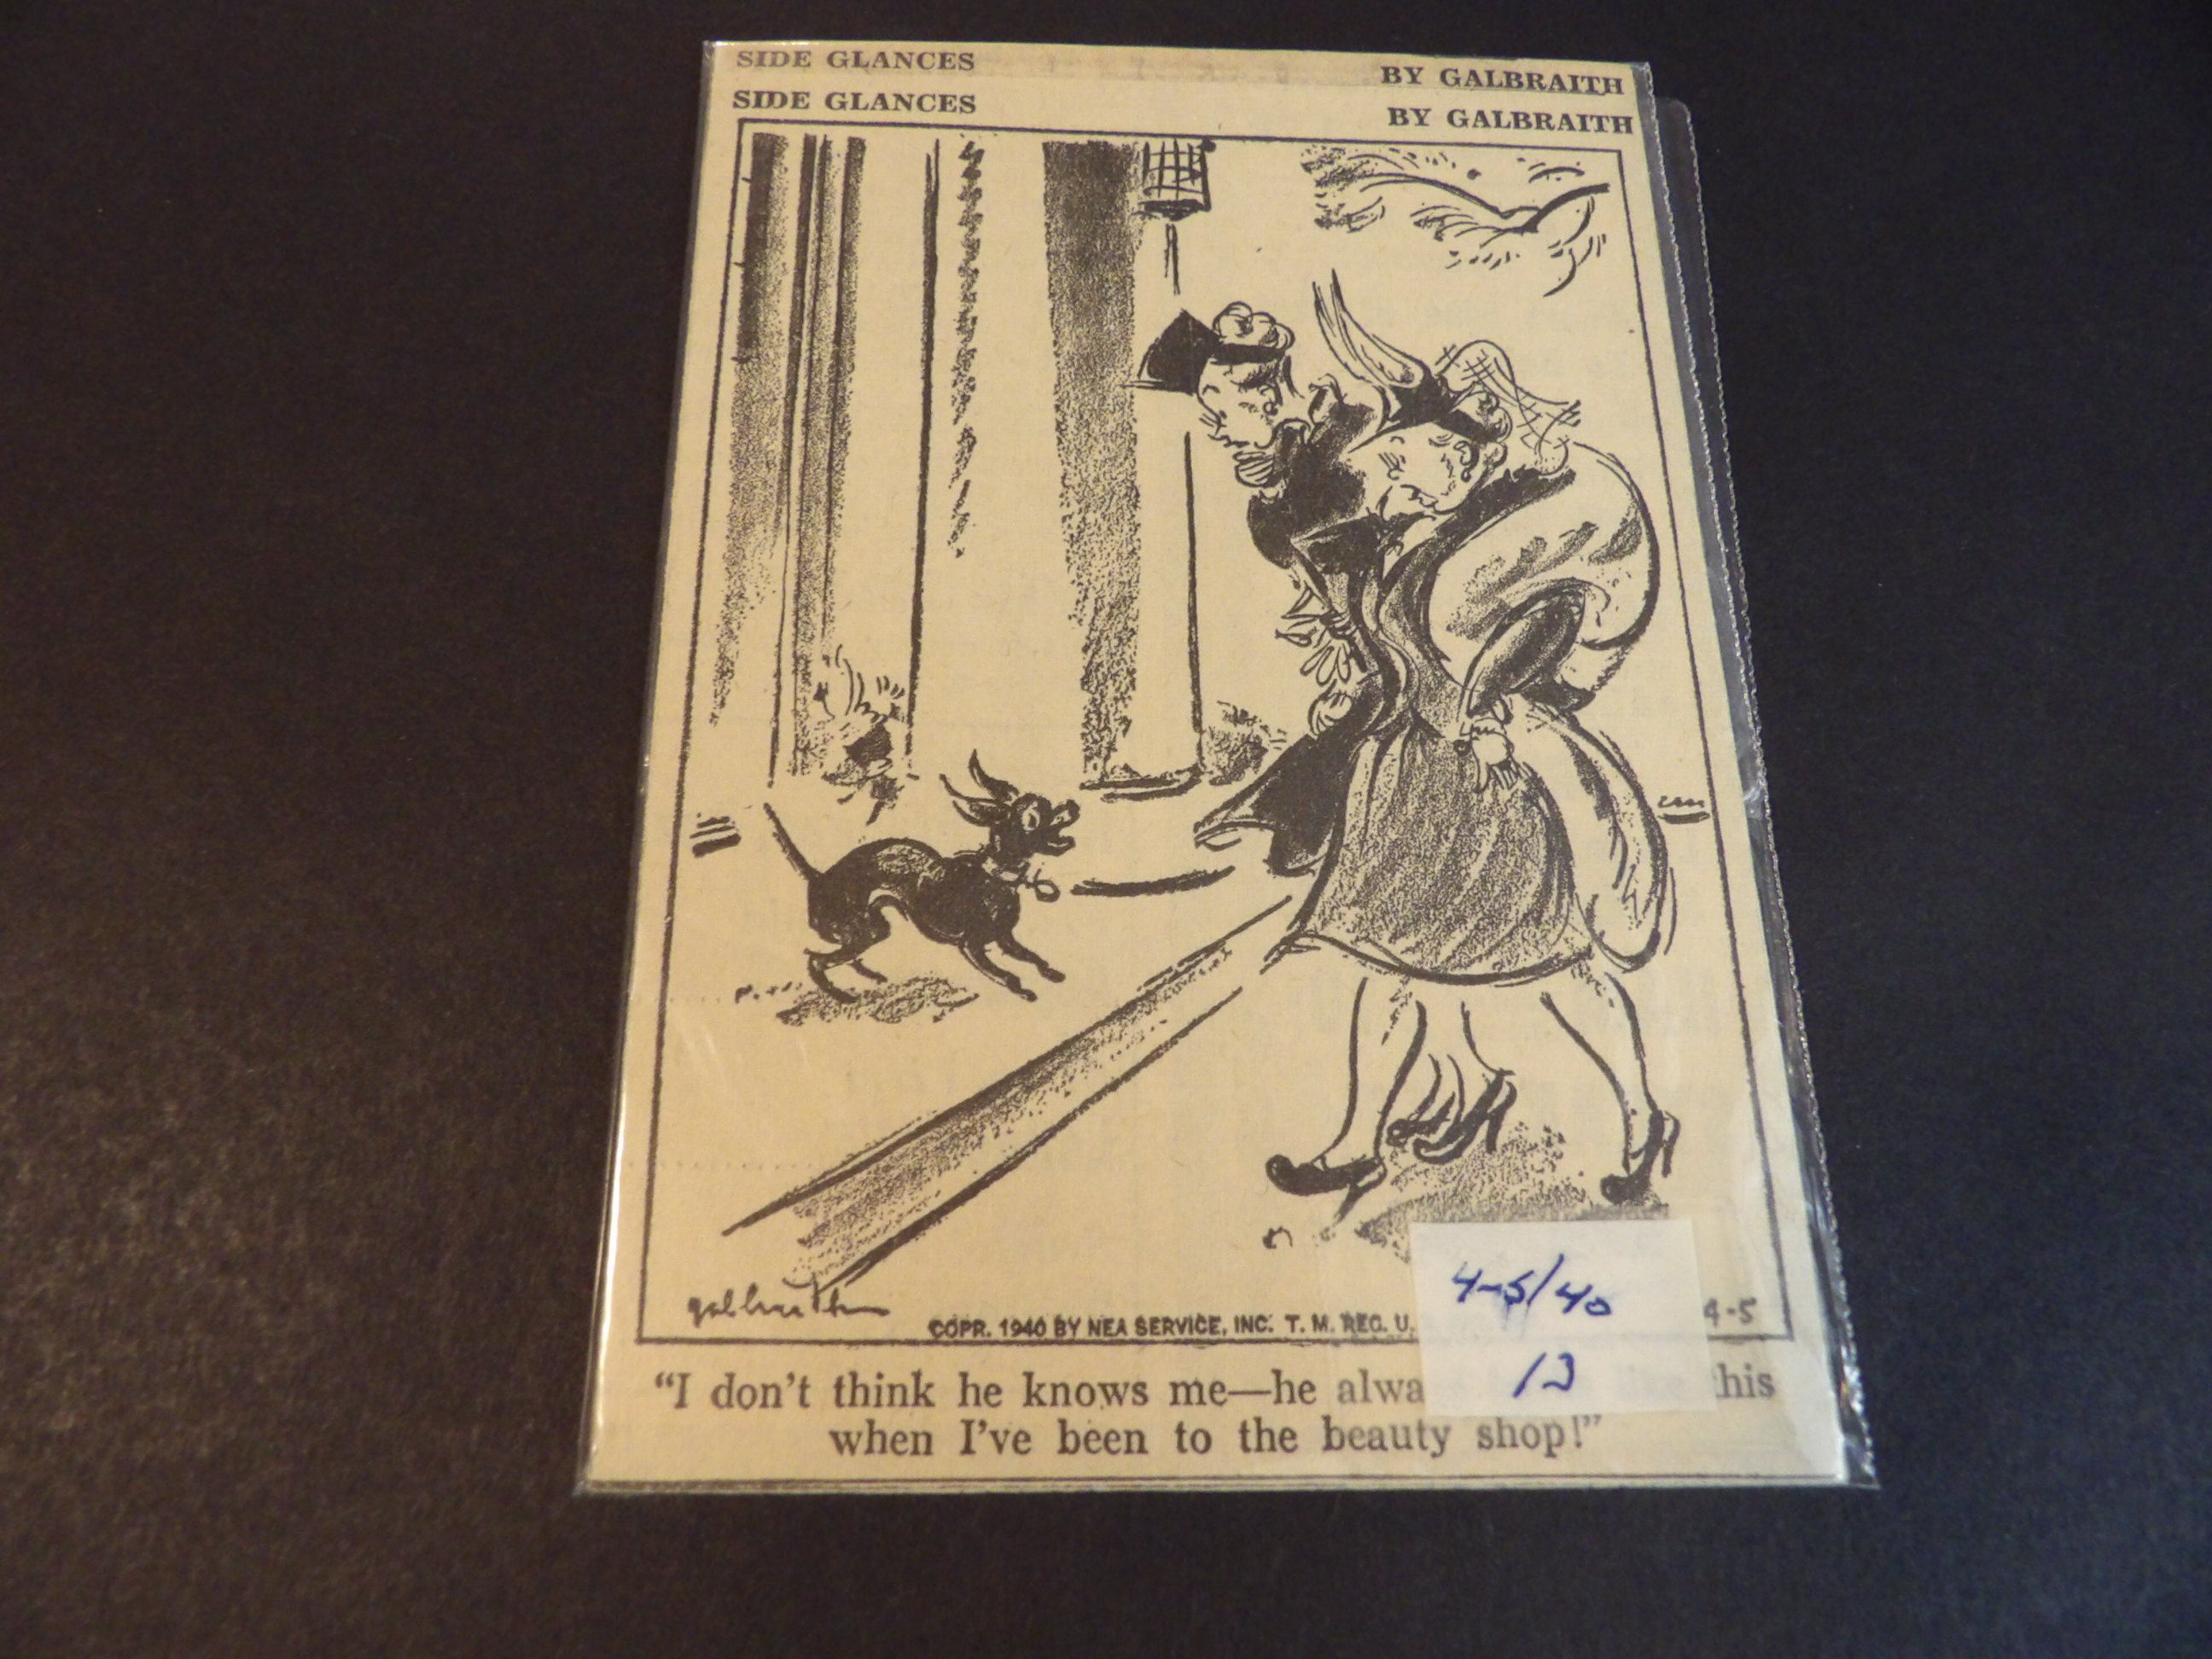 SIDE GLANCES BY GALBRAITH
SIDE GLANCES BY GALBRAITH
galbraith
COPR. 1940 BY NEA SERVICE, INC. T. M. REG. U. 4-5
4-5/40
13
“I don't think he knows me—he alwa this
when I've been to the beauty shop!”